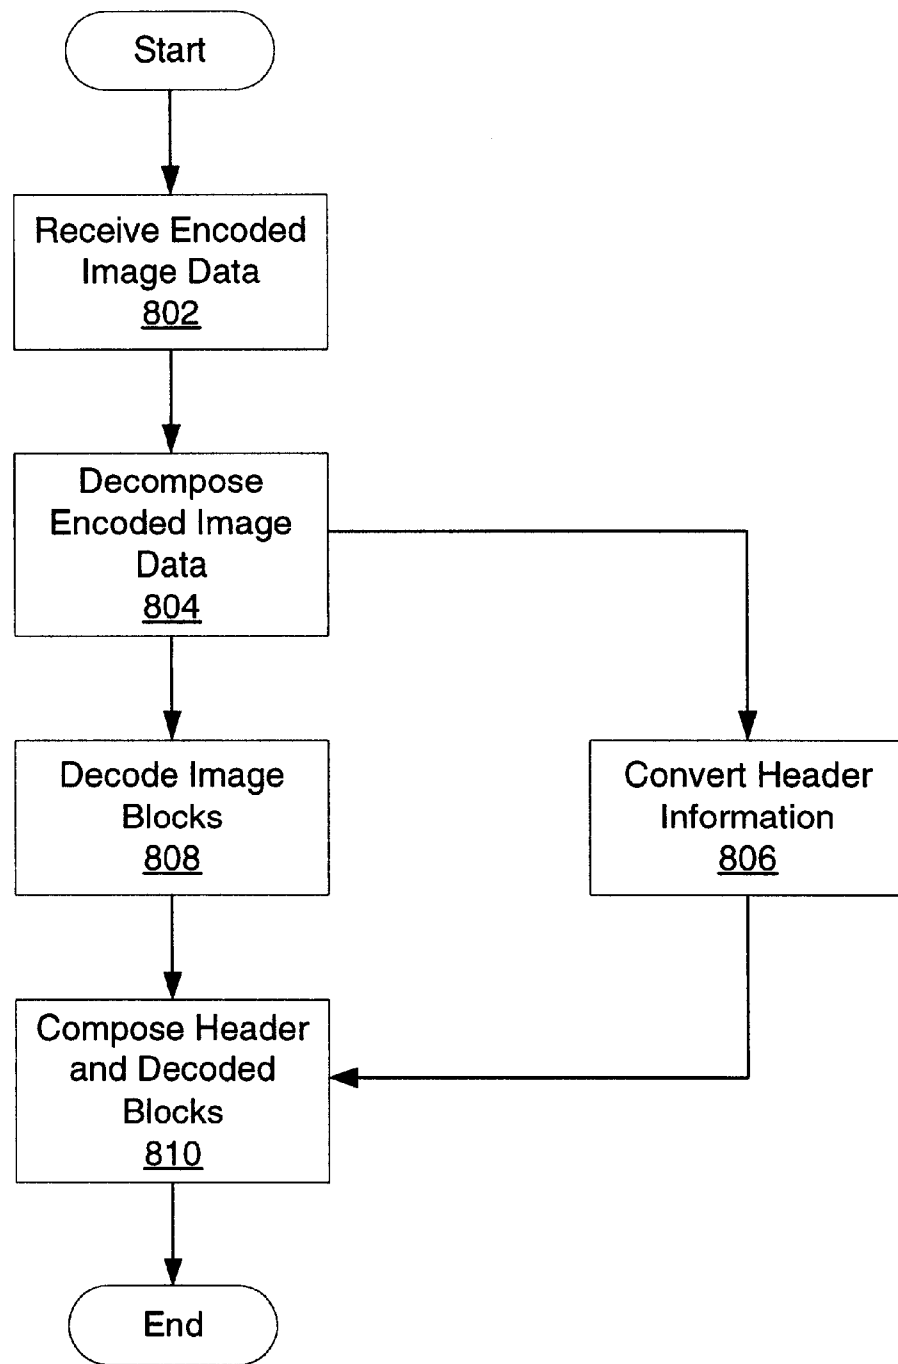 Start
Receive Encoded
Image Data
802
Decompose
Encoded Image
Data
804
Decode Image
Blocks
808
Convert Header
Information
806
Compose Header
and Decoded
Blocks
810
End